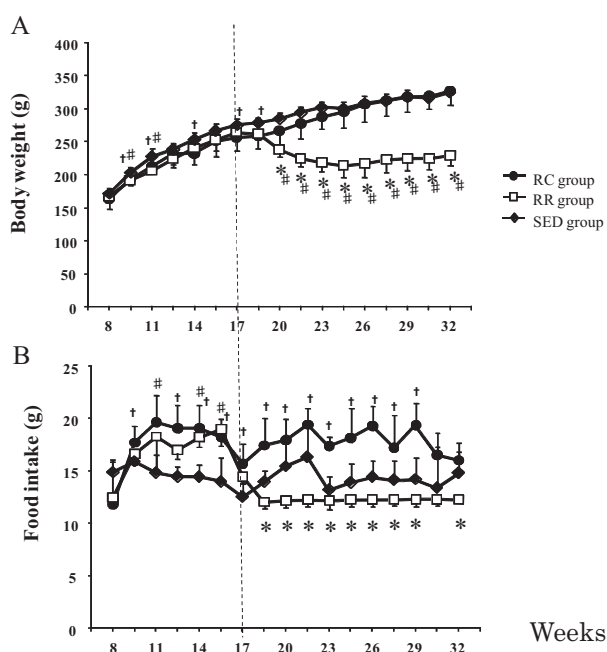 A
Body weight (g)
400
350
300
250
200
150
100
50
0
† # † # † † †
* * * * * * * * *
# # # # # # # # #
8 11 14 17 20 23 26 29 32
RC group
RR group
SED group
B
Food intake (g)
25
20
15
10
5
0
† # † # † # † † † † † † † † † †
* * * * * * * * *
8 11 14 17 20 23 26 29 32
Weeks